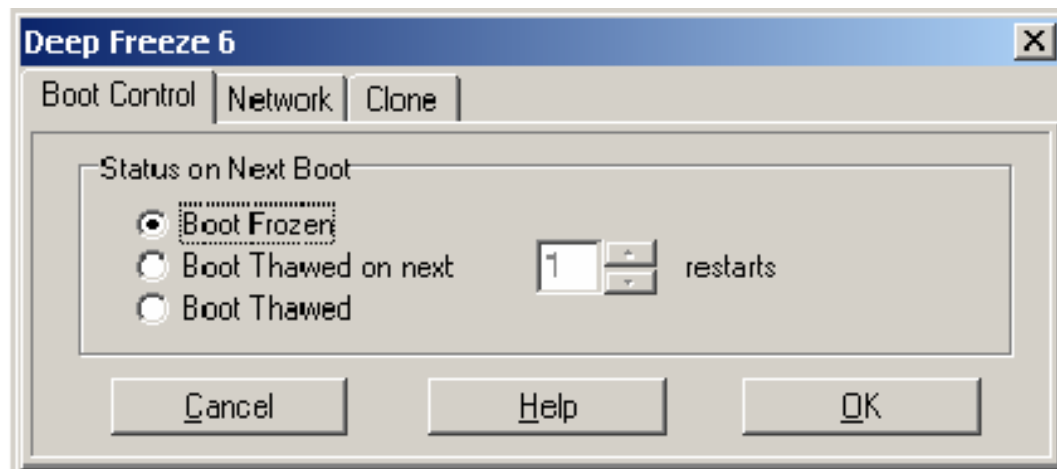 Deep Freeze 6
Boot Control Network Clone
Status on Next Boot
Boot Frozen
Boot Thawed on next 1 restarts
Boot Thawed
Cancel Help OK